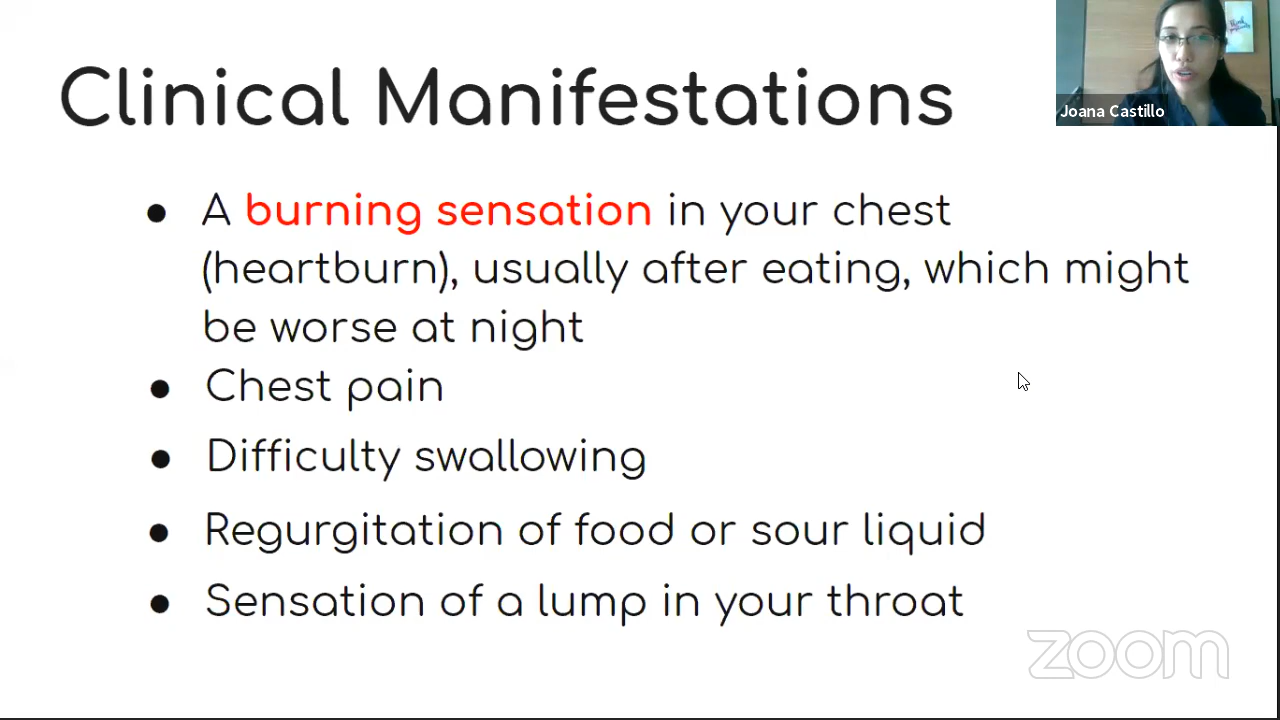 Clinical Manifestations
Joana Castillo
● A burning sensation in your chest
(heartburn), usually after eating, which might
be worse at night
● Chest pain
● Difficulty swallowing
● Regurgitation of food or sour liquid
● Sensation of a lump in your throat
zoom